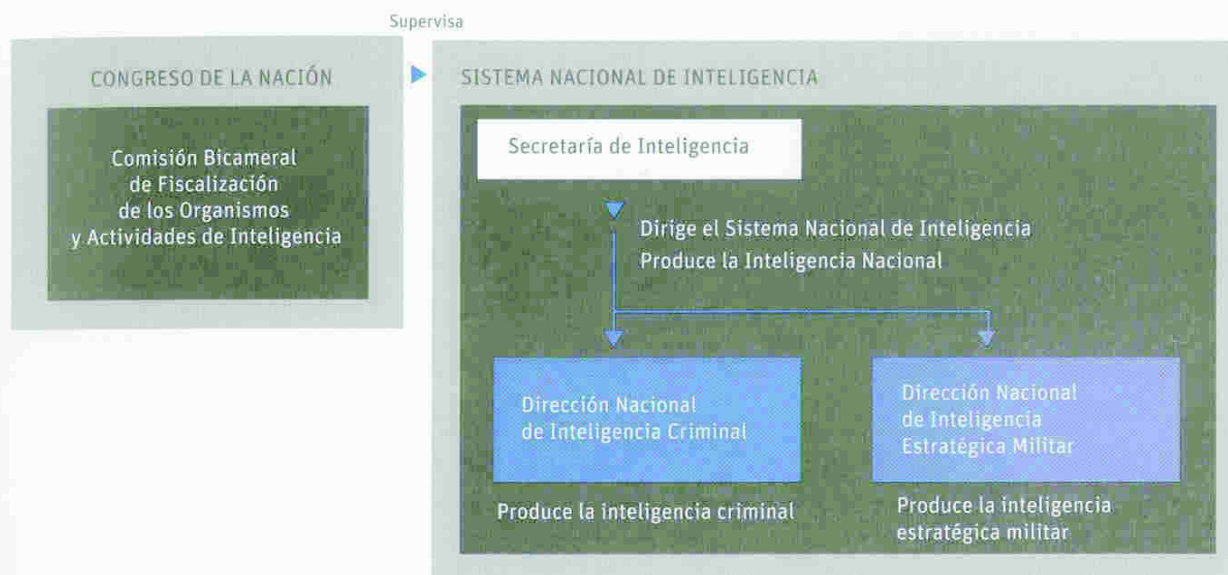 Supervisa
CONGRESO DE LA NACIÓN
Comisión Bicameral
de Fiscalización
de los Organismos
y Actividades de Inteligencia
SISTEMA NACIONAL DE INTELIGENCIA
Secretaría de Inteligencia
Dirige el Sistema Nacional de Inteligencia
Produce la Inteligencia Nacional
Dirección Nacional
de Inteligencia Criminal
Produce la inteligencia criminal
Dirección Nacional
de Inteligencia
Estratégica Militar
Produce la inteligencia
estratégica militar